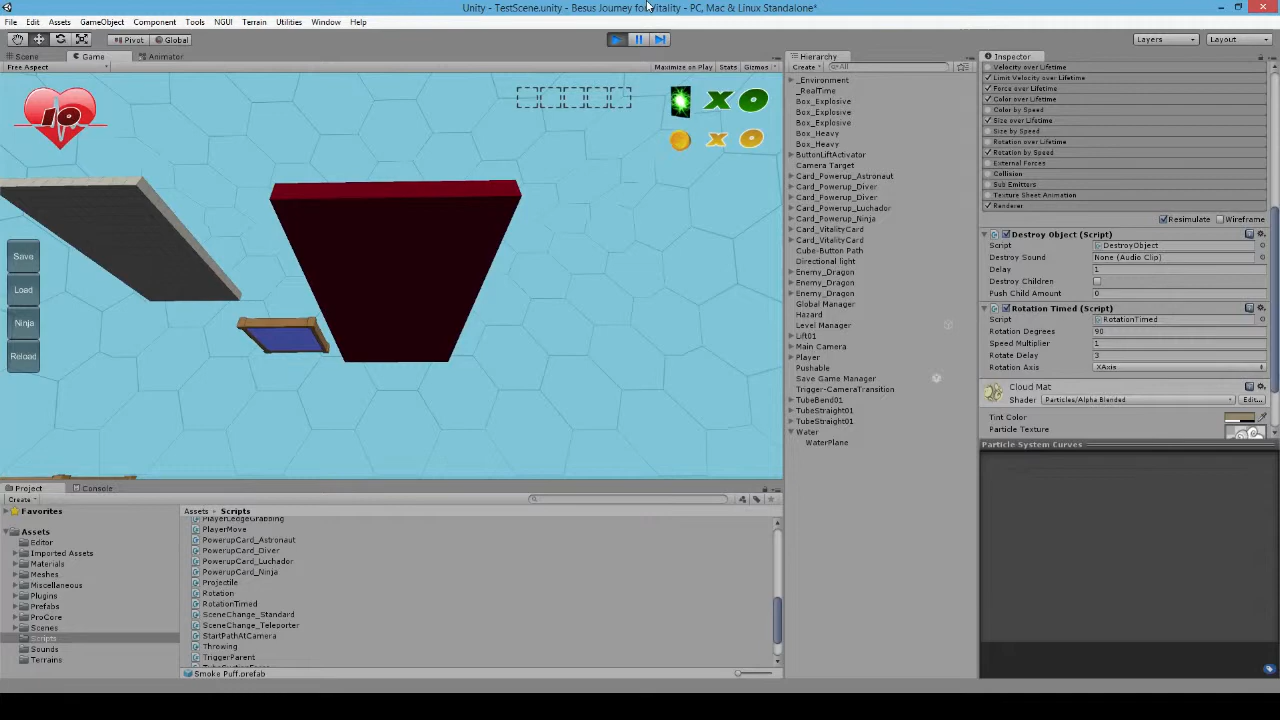 Unity - TestScene.unity - Besus Journey for Vitality - PC, Mac & Linux Standalone*
File Edit Assets GameObject Component Tools NGUI Terrain Utilities Window Help
Pivot Global
Layers Layout
Scene Game Animator
Free Aspect Maximize on Play Stats Gizmos
10
X 0
x 0
Save
Load
Ninja
Reload
Hierarchy
Create All
_Environment
_RealTime
Box_Explosive
Box_Explosive
Box_Explosive
Box_Heavy
Box_Heavy
ButtonLiftActivator
Camera Target
Card_Powerup_Astronaut
Card_Powerup_Diver
Card_Powerup_Diver
Card_Powerup_Luchador
Card_Powerup_Ninja
Card_VitalityCard
Card_VitalityCard
Cube-Button Path
Directional light
Enemy_Dragon
Enemy_Dragon
Enemy_Dragon
Global Manager
Hazard
Level Manager
Lift01
Main Camera
Player
Pushable
Save Game Manager
Trigger-CameraTransition
TubeBend01
TubeStraight01
TubeStraight01
Water
WaterPlane
Inspector
Velocity over Lifetime
Limit Velocity over Lifetime
Force over Lifetime
Color over Lifetime
Color by Speed
Size over Lifetime
Size by Speed
Rotation over Lifetime
Rotation by Speed
External Forces
Collision
Sub Emitters
Texture Sheet Animation
Renderer
Resimulate Wireframe
Destroy Object (Script)
Script DestroyObject
Destroy Sound None (Audio Clip)
Delay 1
Destroy Children
Push Child Amount 0
Rotation Timed (Script)
Script RotationTimed
Rotation Degrees 90
Speed Multiplier 1
Rotate Delay 3
Rotation Axis XAxis
Cloud Mat
Shader Particles/Alpha Blended Edit...
Tint Color
Particle Texture
Particle System Curves
Project Console
Create
Favorites
Assets
Editor
Imported Assets
Materials
Meshes
Miscellaneous
Plugins
Prefabs
ProCore
Scenes
Scripts
Sounds
Terrains
Assets Scripts
PlayerLedgeGrabbing
PlayerMove
PowerupCard_Astronaut
PowerupCard_Diver
PowerupCard_Luchador
PowerupCard_Ninja
Projectile
Rotation
RotationTimed
SceneChange_Standard
SceneChange_Teleporter
StartPathAtCamera
Throwing
TriggerParent
Smoke Puff.prefab